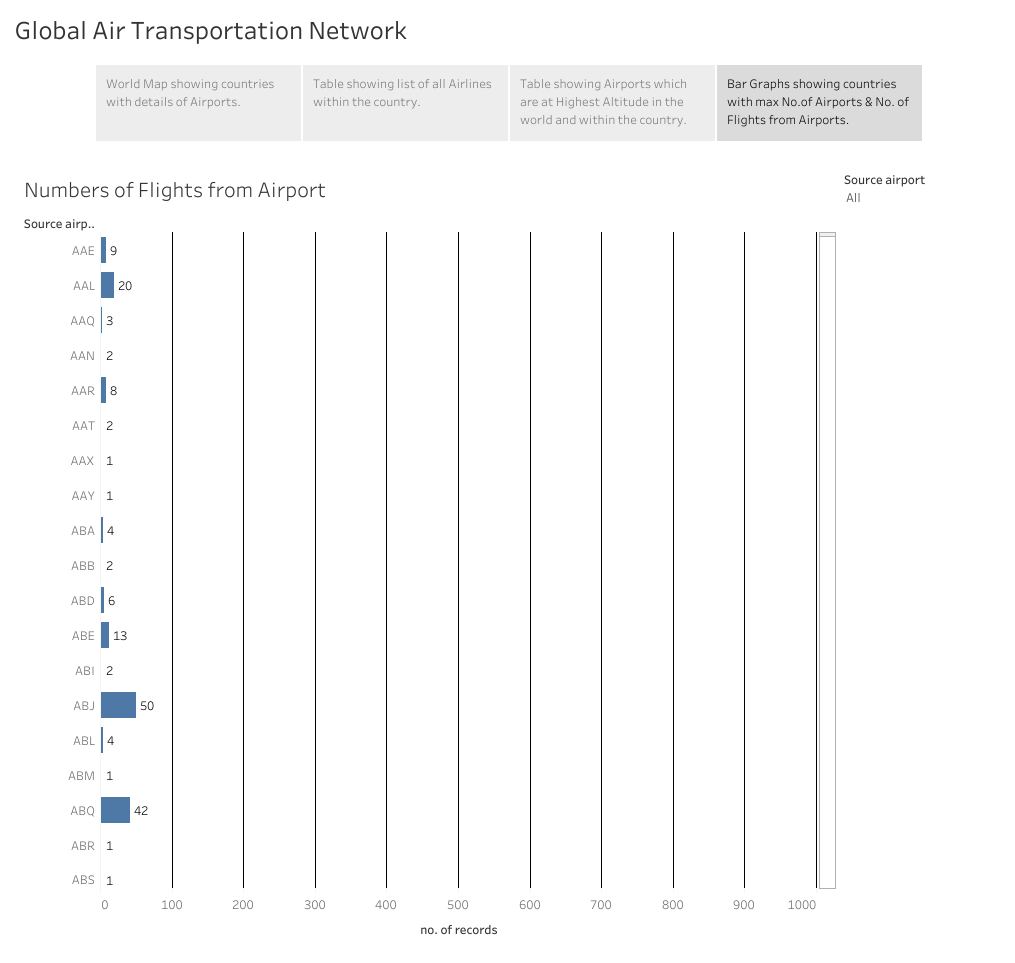 Global Air Transportation Network
World Map showing countries
with details of Airports.
Table showing list of all Airlines
within the country.
Table showing Airports which
are at Highest Altitude in the
world and within the country.
Bar Graphs showing countries
with max No.of Airports & No. of
Flights from Airports.
Numbers of Flights from Airport
Source airport
All
Source airp..
AAE 9
AAL 20
AAQ 3
AAN 2
AAR 8
AAT 2
AAX 1
AAY 1
ABA 4
ABB 2
ABD 6
ABE 13
ABI 2
ABJ 50
ABL 4
ABM 1
ABQ 42
ABR 1
ABS 1
0 100 200 300 400 500 600 700 800 900 1000
no. of records